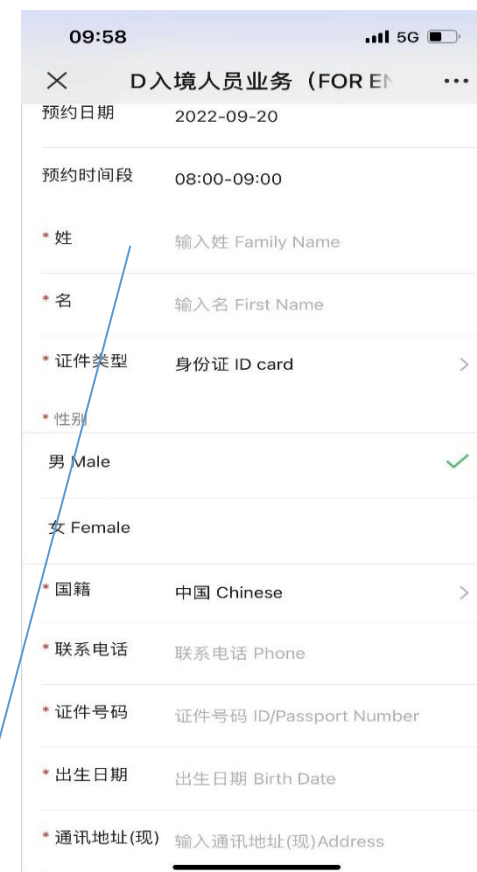 09:58 5G
D入境人员业务（FOR EN
预约日期 2022-09-20
预约时间段 08:00-09:00
* 姓 输入姓 Family Name
* 名 输入名 First Name
* 证件类型 身份证 ID card
* 性别
男 Male
女 Female
* 国籍 中国 Chinese
* 联系电话 联系电话 Phone
* 证件号码 证件号码 ID/Passport Number
* 出生日期 出生日期 Birth Date
* 通讯地址(现) 输入通讯地址(现)Address